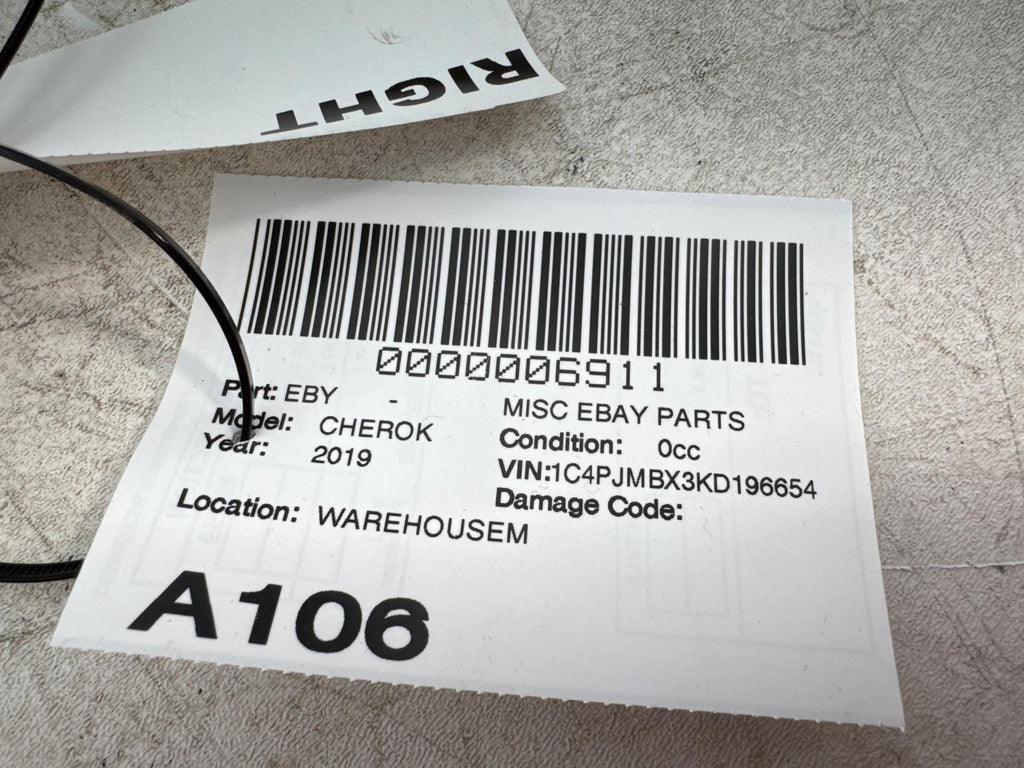 RIGHT
0000006911
Part: EBY - MISC EBAY PARTS
Model: CHEROK Condition: 0cc
Year: 2019 VIN:1C4PJMBX3KD196654
Damage Code:
Location: WAREHOUSEM
A106